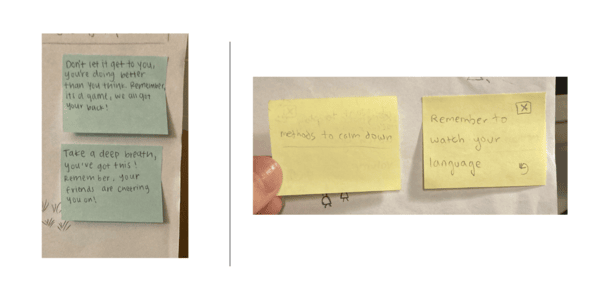 Don't let it get to you,
you're doing better
than you think. Remember,
its a game, we all got
your back!
Take a deep breath,
you've got this!
Remember, your
friends are cheering
you on!
methods to calm down
Remember to
watch your
language